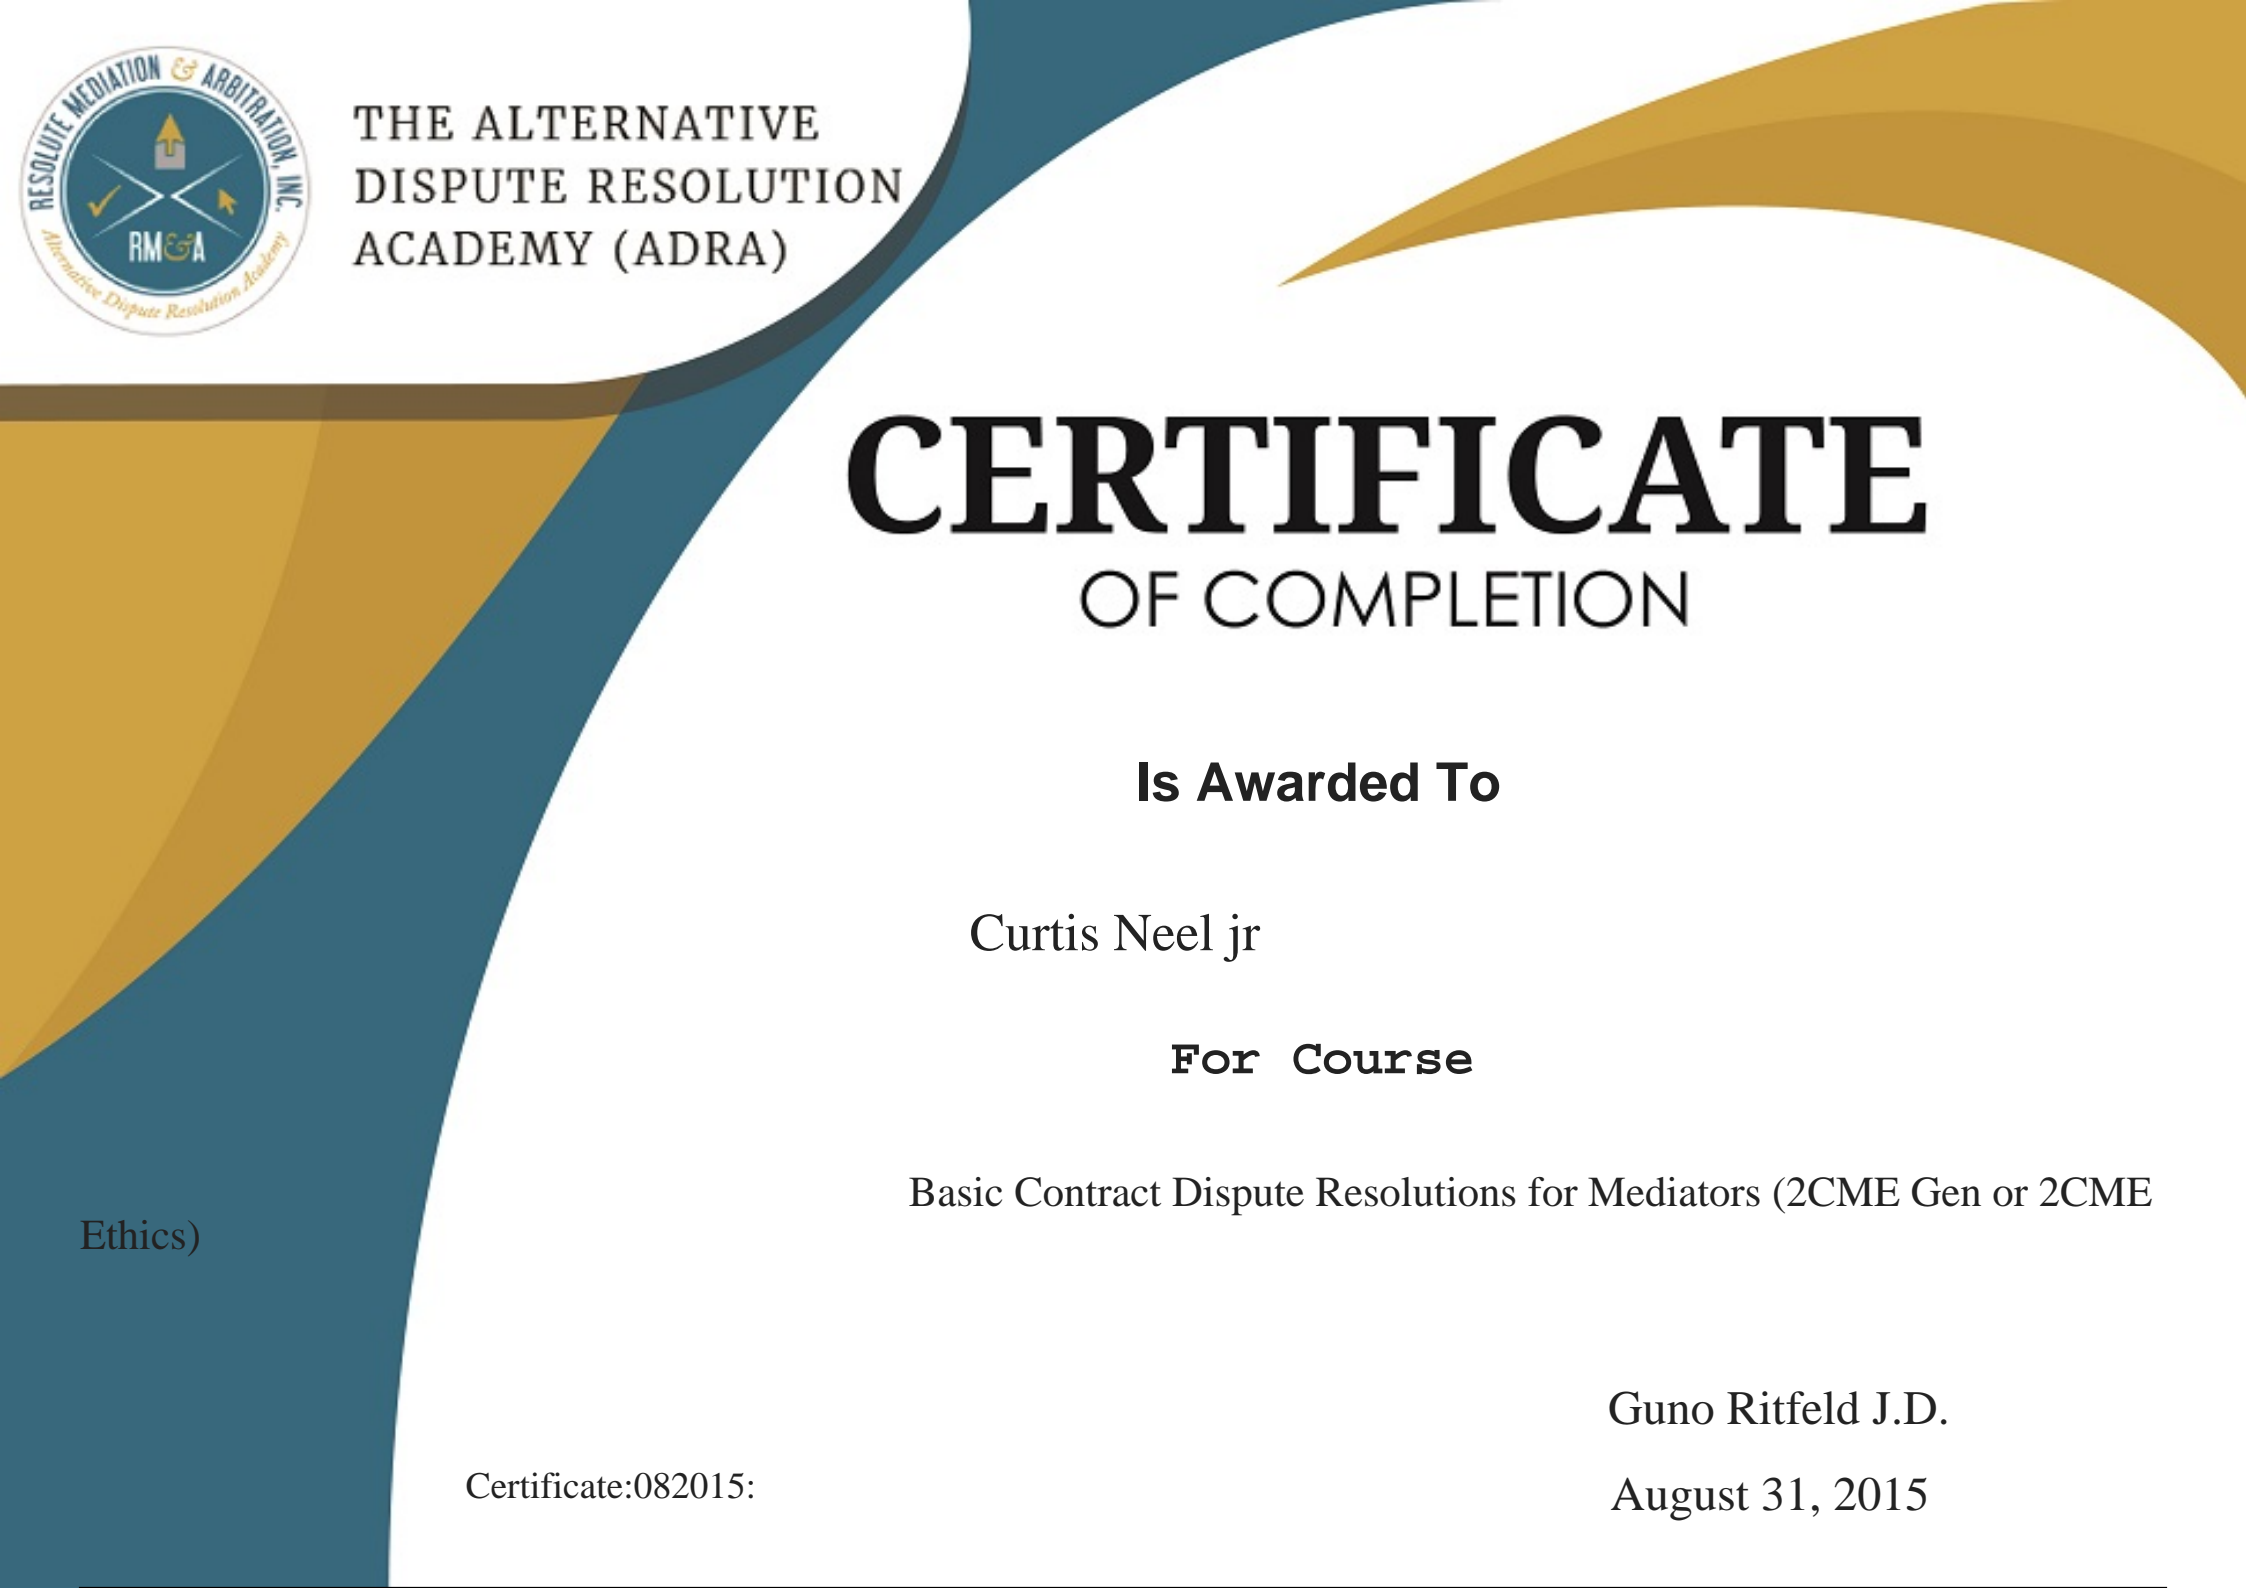 RESOLUTE MEDIATION & ARBITRATION, INC.
RM&A
Alternative Dispute Resolution Academy
THE ALTERNATIVE
DISPUTE RESOLUTION
ACADEMY (ADRA)
CERTIFICATE
OF COMPLETION
Is Awarded To
Curtis Neel jr
For Course
Basic Contract Dispute Resolutions for Mediators (2CME Gen or 2CME
Ethics)
Guno Ritfeld J.D.
Certificate:082015:
August 31, 2015